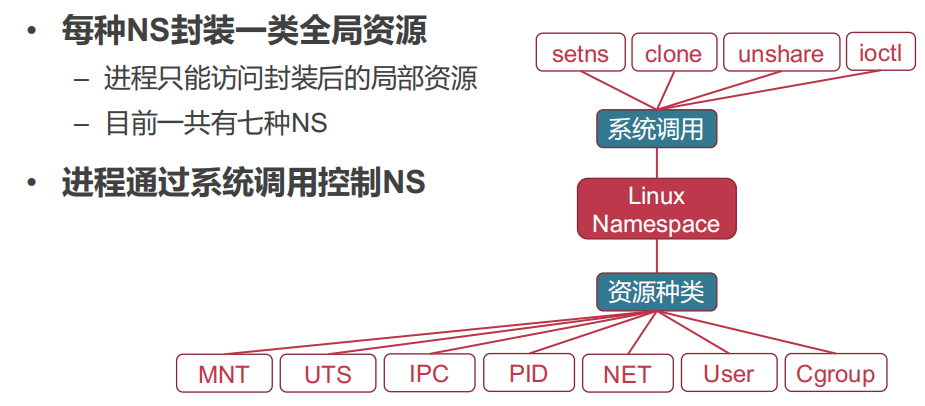 • 每种NS封装一类全局资源
– 进程只能访问封装后的局部资源
– 目前一共有七种NS
• 进程通过系统调用控制NS
setns clone unshare ioctl
系统调用
Linux
Namespace
资源种类
MNT UTS IPC PID NET User Cgroup